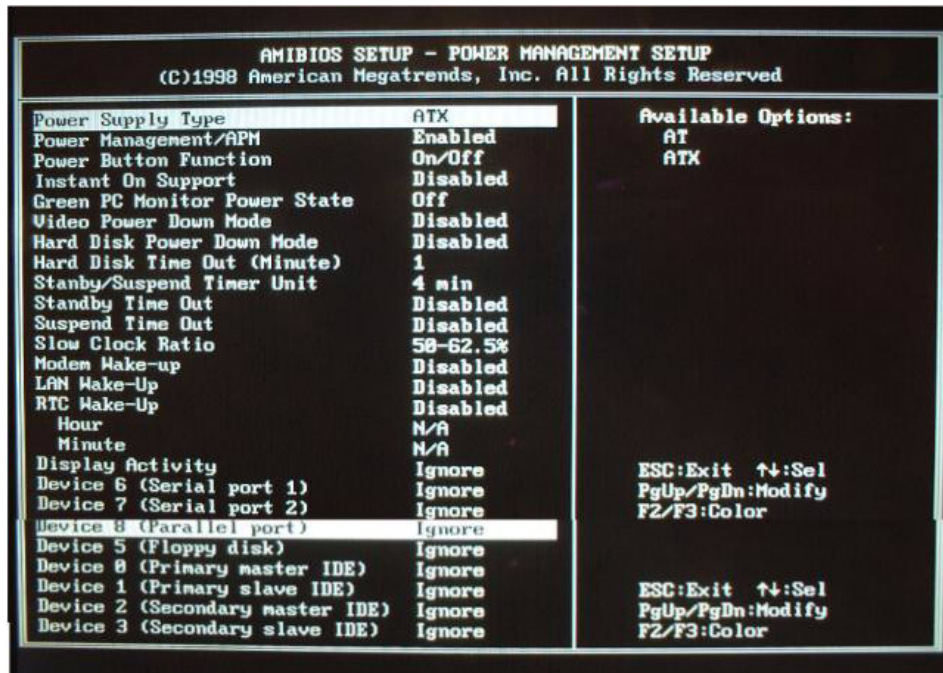 AMIBIOS SETUP - POWER MANAGEMENT SETUP
(C)1998 American Megatrends, Inc. All Rights Reserved
Power Supply Type ATX
Power Management/APM Enabled
Power Button Function On/Off
Instant On Support Disabled
Green PC Monitor Power State Off
Video Power Down Mode Disabled
Hard Disk Power Down Mode Disabled
Hard Disk Time Out (Minute) 1
Stanby/Suspend Timer Unit 4 min
Standby Time Out Disabled
Suspend Time Out Disabled
Slow Clock Ratio 50-62.5%
Modem Wake-up Disabled
LAN Wake-Up Disabled
RTC Wake-Up Disabled
Hour N/A
Minute N/A
Display Activity Ignore
Device 6 (Serial port 1) Ignore
Device 7 (Serial port 2) Ignore
Device 8 (Parallel port) Ignore
Device 5 (Floppy disk) Ignore
Device 0 (Primary master IDE) Ignore
Device 1 (Primary slave IDE) Ignore
Device 2 (Secondary master IDE) Ignore
Device 3 (Secondary slave IDE) Ignore
Available Options:
AT
ATX
ESC:Exit ↑↓:Sel
PgUp/PgDn:Modify
F2/F3:Color
ESC:Exit ↑↓:Sel
PgUp/PgDn:Modify
F2/F3:Color